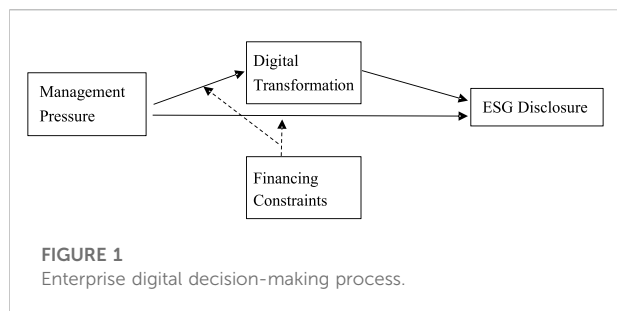 Digital
Transformation
Management
Pressure
ESG Disclosure
Financing
Constraints
FIGURE 1
Enterprise digital decision-making process.